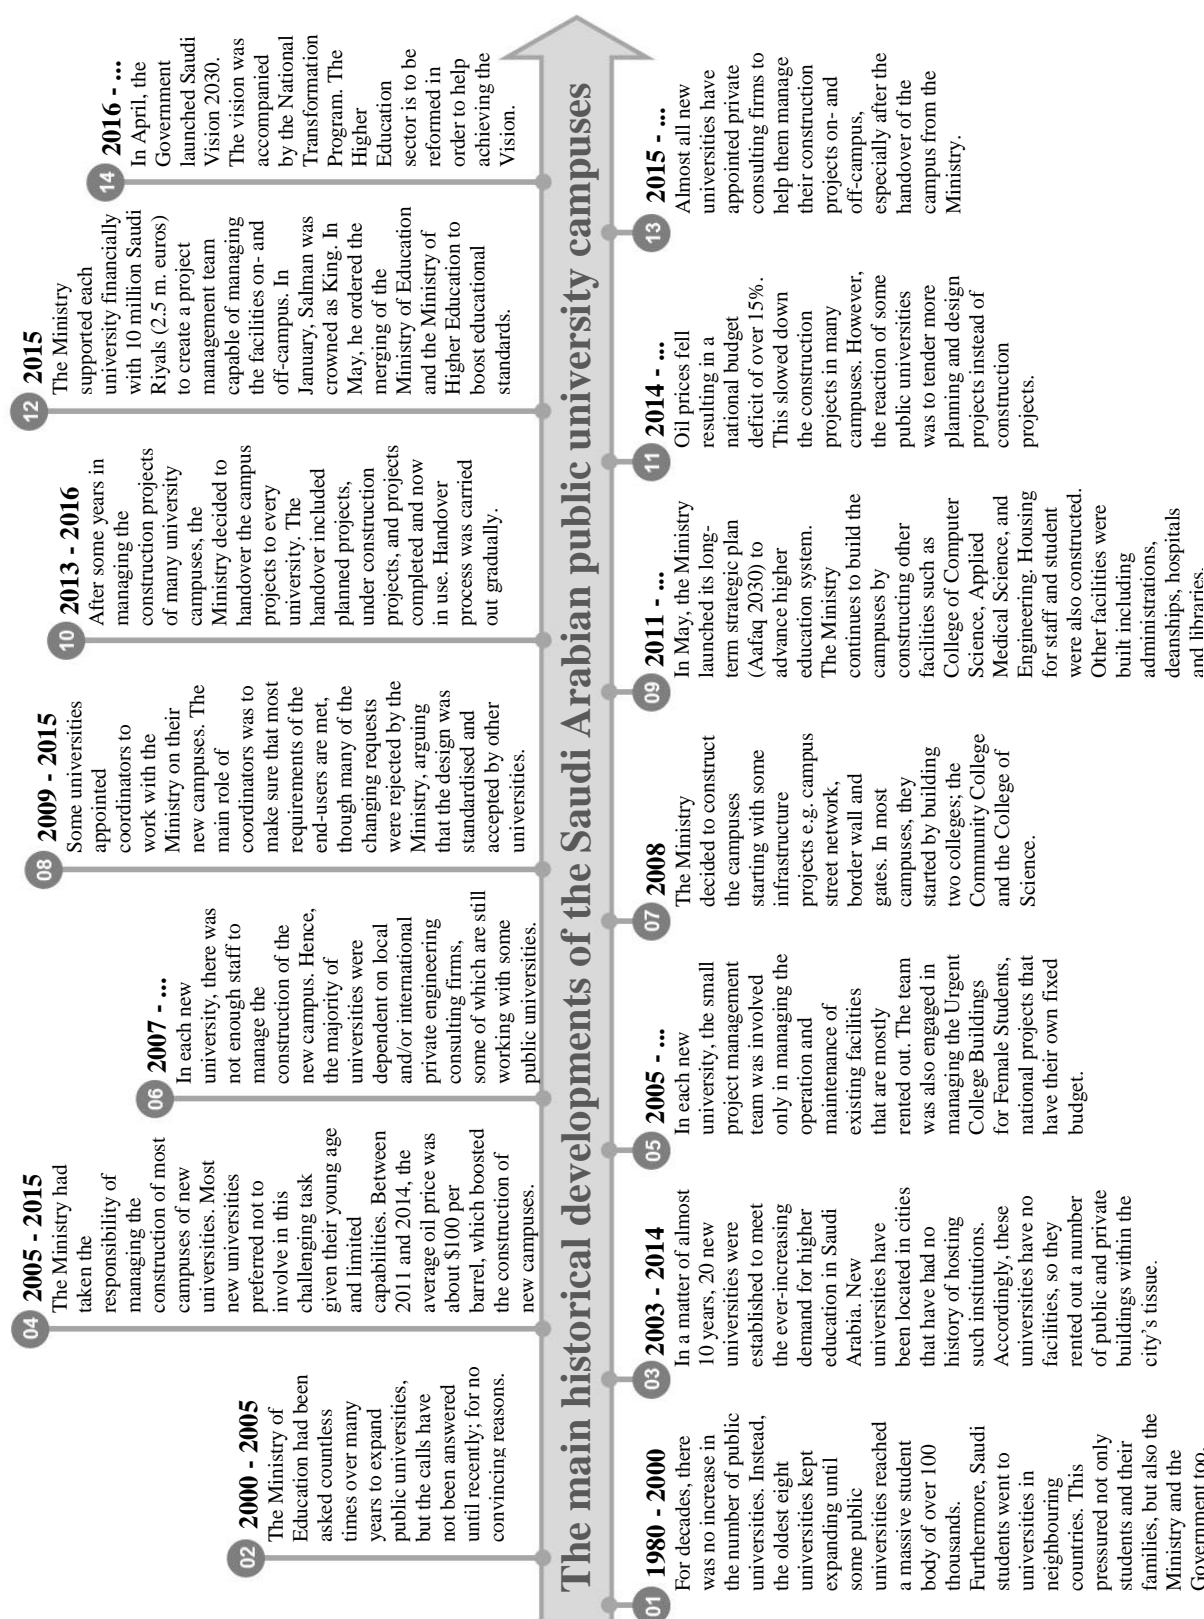 The main historical developments of the Saudi Arabian public university campuses
01
1980 - 2000
For decades, there
was no increase in
the number of public
universities. Instead,
the oldest eight
universities kept
expanding until
some public
universities reached
a massive student
body of over 100
thousands.
Furthermore, Saudi
students went to
universities in
neighbouring
countries. This
pressured not only
students and their
families, but also the
Ministry and the
Government too.
02
2000 - 2005
The Ministry of
Education had been
asked countless
times over many
years to expand
public universities,
but the calls have
not been answered
until recently; for no
convincing reasons.
03
2003 - 2014
In a matter of almost
10 years, 20 new
universities were
established to meet
the ever-increasing
demand for higher
education in Saudi
Arabia. New
universities have
been located in cities
that have had no
history of hosting
such institutions.
Accordingly, these
universities have no
facilities, so they
rented out a number
of public and private
buildings within the
city’s tissue.
04
2005 - 2015
The Ministry had
taken the
responsibility of
managing the
construction of most
campuses of new
universities. Most
new universities
preferred not to
involve in this
challenging task
given their young age
and limited
capabilities. Between
2011 and 2014, the
average oil price was
about $100 per
barrel, which boosted
the construction of
new campuses.
05
2005 - ...
In each new
university, the small
project management
team was involved
only in managing the
operation and
maintenance of
existing facilities
that are mostly
rented out. The team
was also engaged in
managing the Urgent
College Buildings
for Female Students,
national projects that
have their own fixed
budget.
06
2007 - ...
In each new
university, there was
not enough staff to
manage the
construction of the
new campus. Hence,
the majority of
universities were
dependent on local
and/or international
private engineering
consulting firms,
some of which are still
working with some
public universities.
07
2008
The Ministry
decided to construct
the campuses
starting with some
infrastructure
projects e.g. campus
street network,
border wall and
gates. In most
campuses, they
started by building
two colleges; the
Community College
and the College of
Science.
08
2009 - 2015
Some universities
appointed
coordinators to
work with the
Ministry on their
new campuses. The
main role of
coordinators was to
make sure that most
requirements of the
end-users are met,
though many of the
changing requests
were rejected by the
Ministry, arguing
that the design was
standardised and
accepted by other
universities.
09
2011 - ...
In May, the Ministry
launched its long-
term strategic plan
(Aafaq 2030) to
advance higher
education system.
The Ministry
continues to build the
campuses by
constructing other
facilities such as
College of Computer
Science, Applied
Medical Science, and
Engineering. Housing
for staff and student
were also constructed.
Other facilities were
built including
administrations,
deanships, hospitals
and libraries.
10
2013 - 2016
After some years in
managing the
construction projects
of many university
campuses, the
Ministry decided to
handover the campus
projects to every
university. The
handover included
planned projects,
under construction
projects, and projects
completed and now
in use. Handover
process was carried
out gradually.
11
2014 - ...
Oil prices fell
resulting in a
national budget
deficit of over 15%.
This slowed down
the construction
projects in many
campuses. However,
the reaction of some
public universities
was to tender more
planning and design
projects instead of
construction
projects.
12
2015
The Ministry
supported each
university financially
with 10 million Saudi
Riyals (2.5 m. euros)
to create a project
management team
capable of managing
the facilities on- and
off-campus. In
January, Salman was
crowned as King. In
May, he ordered the
merging of the
Ministry of Education
and the Ministry of
Higher Education to
boost educational
standards.
13
2015 - ...
Almost all new
universities have
appointed private
consulting firms to
help them manage
their construction
projects on- and
off-campus,
especially after the
handover of the
campus from the
Ministry.
14
2016 - ...
In April, the
Government
launched Saudi
Vision 2030.
The vision was
accompanied
by the National
Transformation
Program. The
Higher
Education
sector is to be
reformed in
order to help
achieving the
Vision.